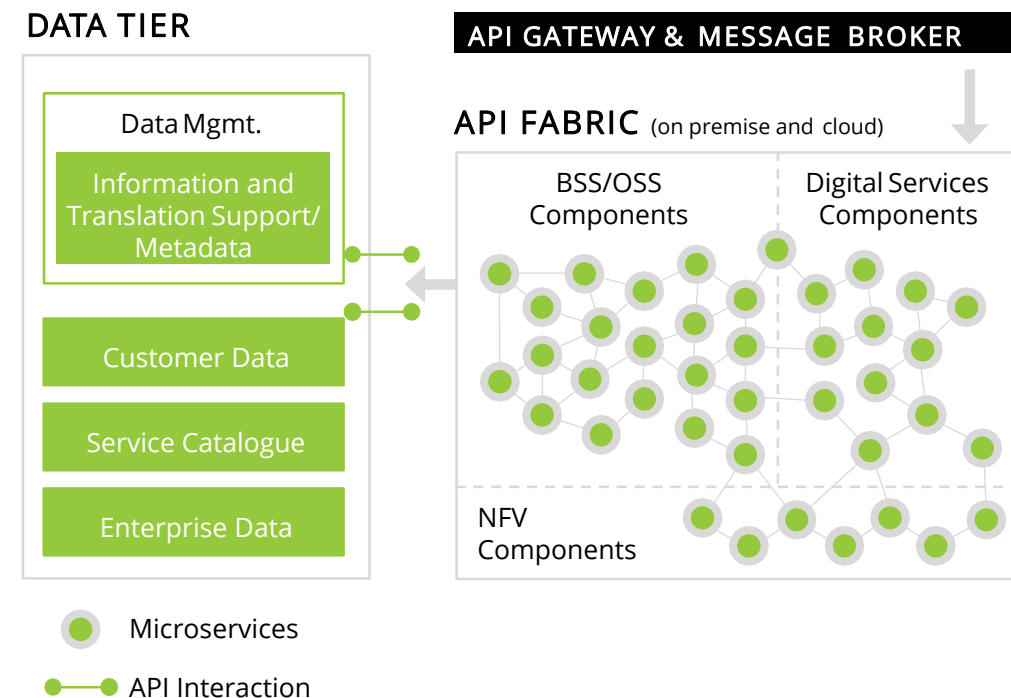 DATA TIER
Data Mgmt.
Information and
Translation Support/
Metadata
Customer Data
Service Catalogue
Enterprise Data
Microservices
API Interaction
API GATEWAY & MESSAGE BROKER
API FABRIC (on premise and cloud)
BSS/OSS
Components
Digital Services
Components
NFV
Components